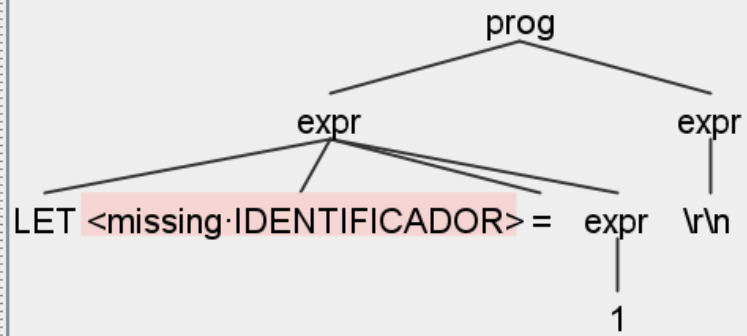 prog
expr expr
LET <missing·IDENTIFICADOR> = expr \r\n
1